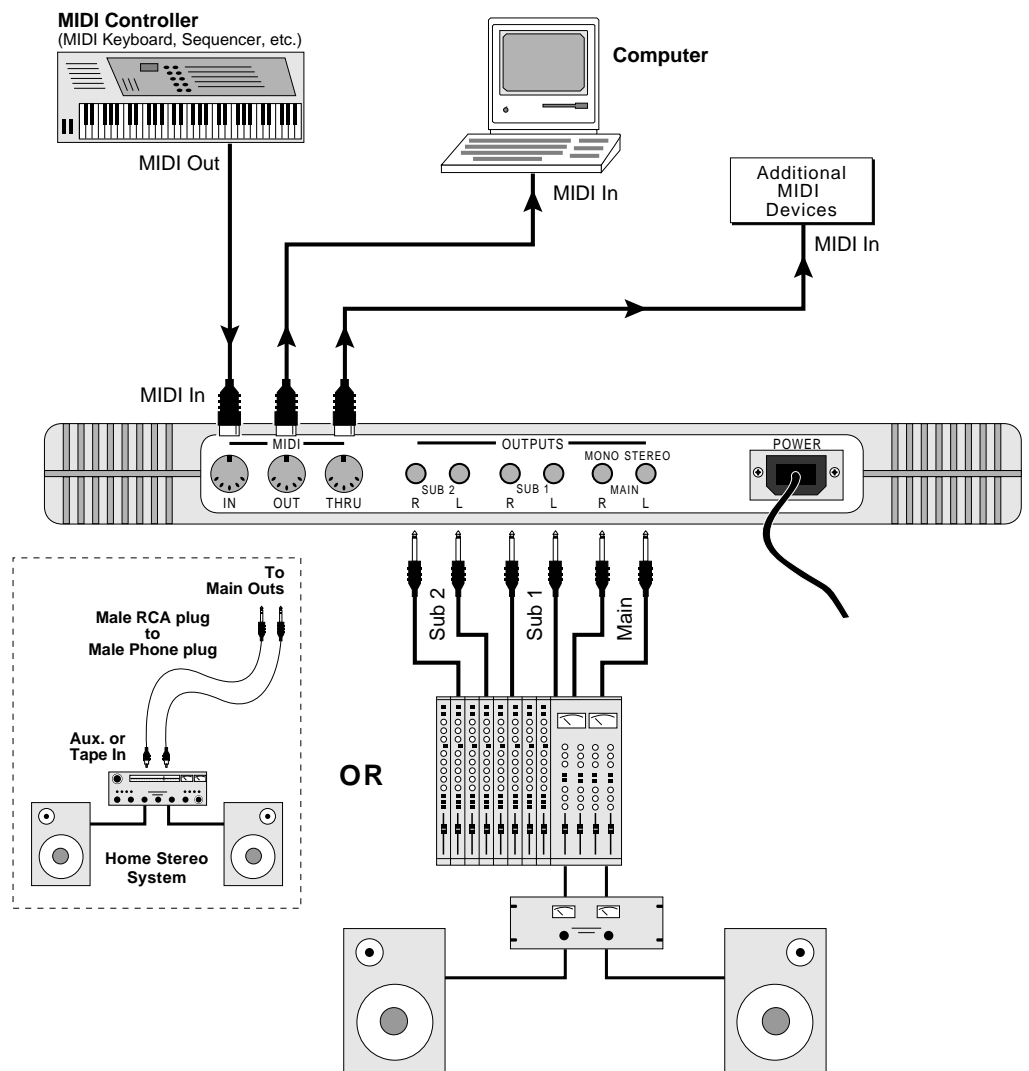 MIDI Controller
(MIDI Keyboard, Sequencer, etc.)
Computer
MIDI Out
MIDI In
Additional
MIDI
Devices
MIDI In
MIDI In
MIDI
OUTPUTS
POWER
MONO STEREO
SUB 2
SUB 1
MAIN
IN OUT THRU R L R L R L
To
Main Outs
Male RCA plug
to
Male Phone plug
Sub 2
Sub 1
Main
Aux. or
Tape In
OR
Home Stereo
System